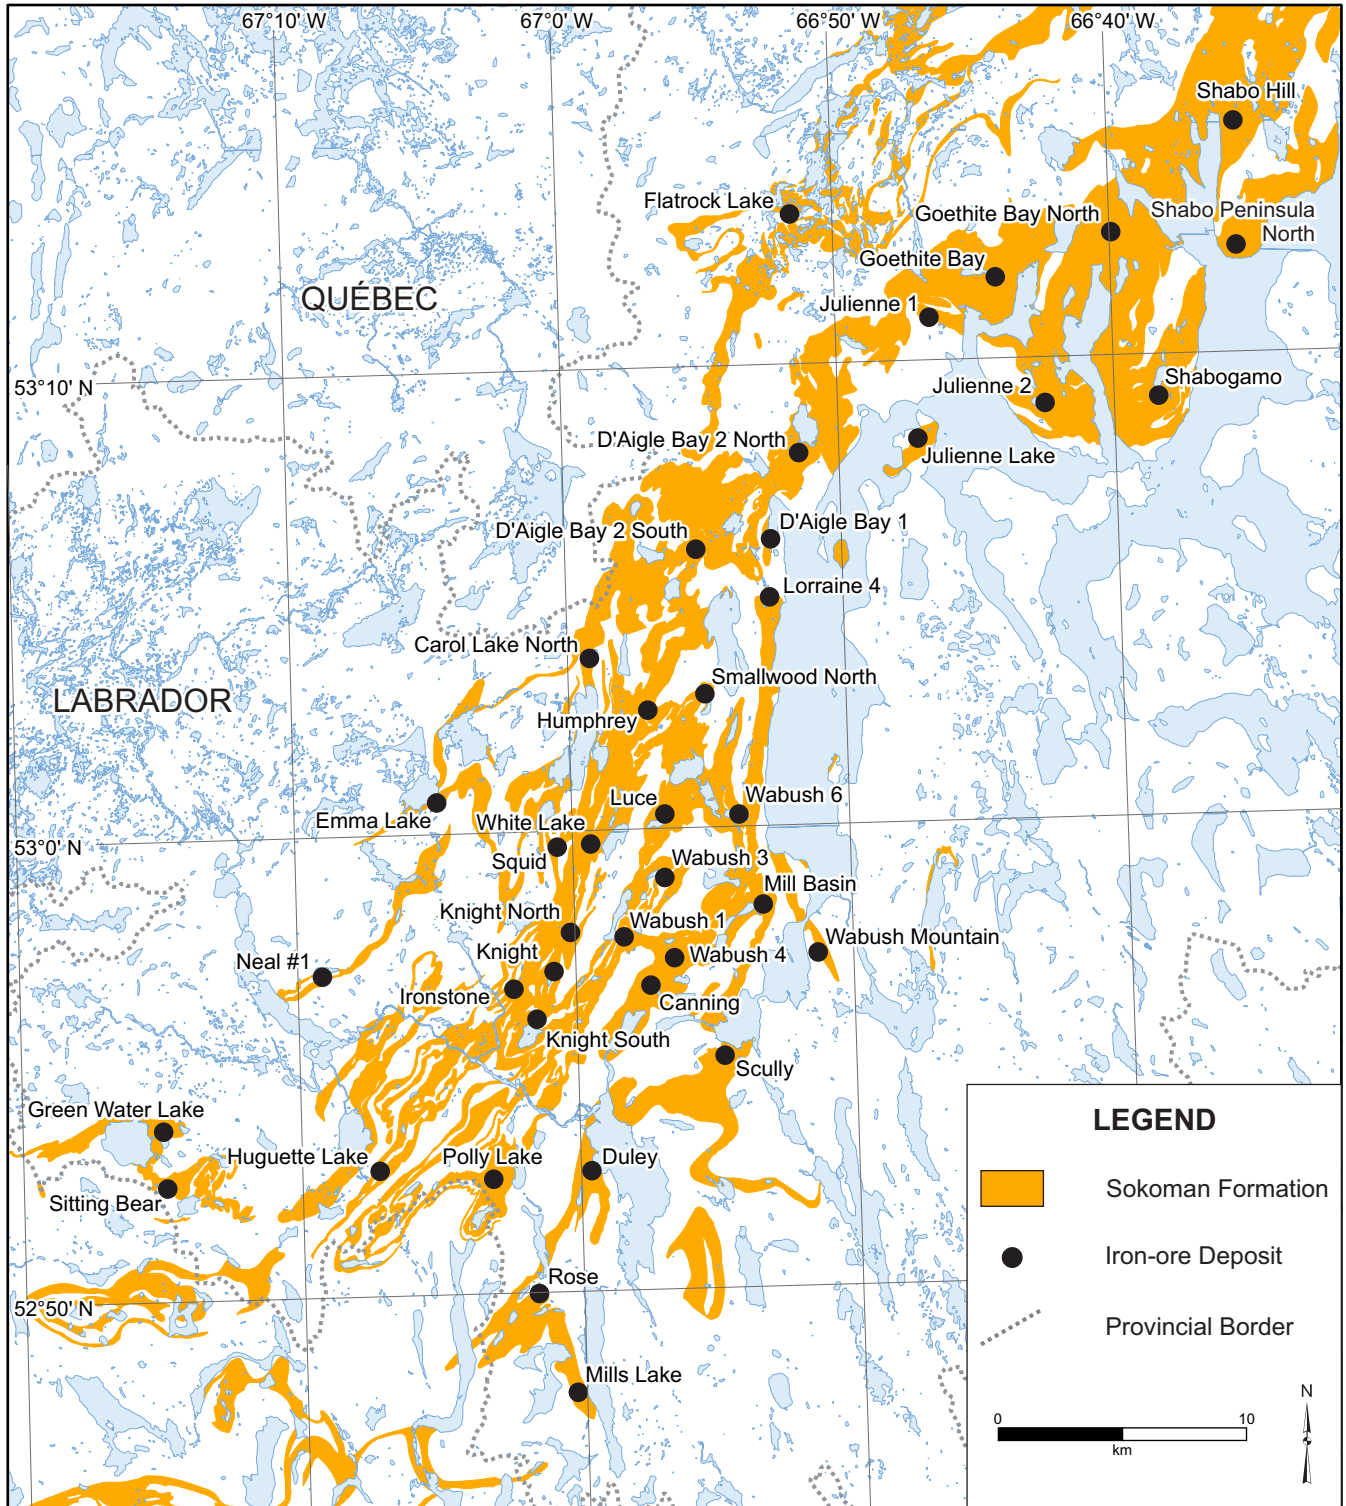 67°10' W
67°0' W
66°50' W
66°40' W
Shabo Hill
Flatrock Lake
Goethite Bay North
Shabo Peninsula
North
Goethite Bay
QUÉBEC
Julienne 1
53°10' N
Julienne 2
Shabogamo
D'Aigle Bay 2 North
Julienne Lake
D'Aigle Bay 2 South
D'Aigle Bay 1
Lorraine 4
Carol Lake North
LABRADOR
Smallwood North
Humphrey
Luce
Wabush 6
Emma Lake
White Lake
53°0' N
Squid
Wabush 3
Mill Basin
Knight North
Wabush 1
Wabush Mountain
Neal #1
Knight
Wabush 4
Ironstone
Canning
Knight South
Scully
Green Water Lake
Huguette Lake
Polly Lake
Duley
Sitting Bear
Rose
52°50' N
Mills Lake
LEGEND
Sokoman Formation
Iron-ore Deposit
Provincial Border
N
0
10
km